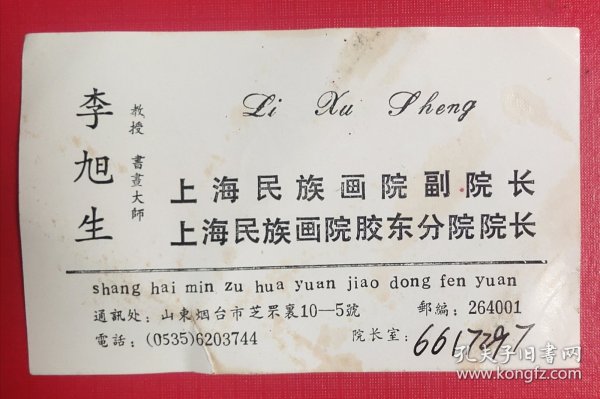 李旭生
教授 書畫大師
Li Xu Sheng
上海民族画院副院长
上海民族画院胶东分院院长
shang hai min zu hua yuan jiao dong fen yuan
通訊处：山東烟台市芝罘裏10—5號 郵編：264001
電話：(0535)6203744 院长室：6617297
孔夫子旧书网
www.kongfz.com